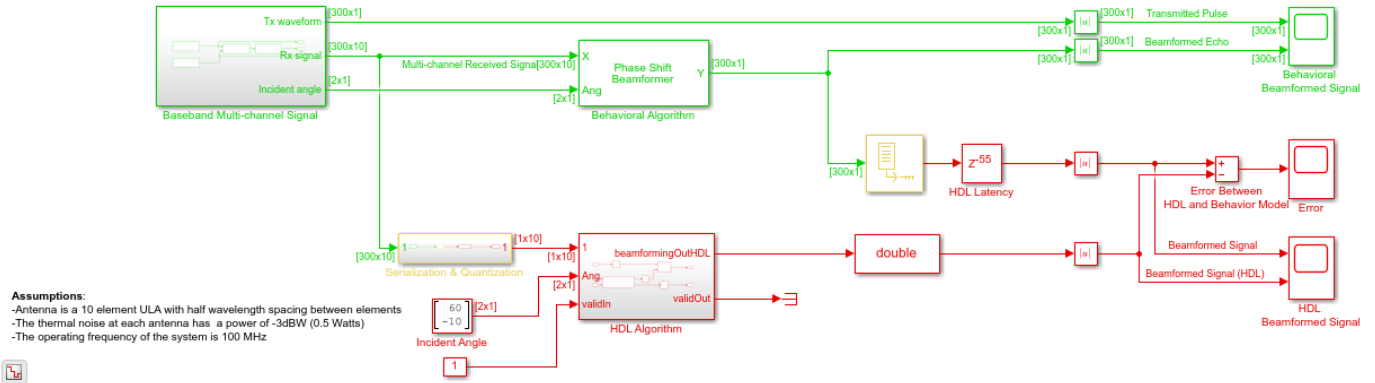 Tx waveform
[300x1]
|u|
[300x1]
Transmitted Pulse
[300x1]
[300x1]
Rx signal
[300x10]
Multi-channel Received Signa
[300x10]
X
Phase Shift
Beamformer
Y
[300x1]
|u|
[300x1]
Beamformed Echo
[300x1]
[300x1]
Incident angle
[2x1]
[2x1]
Ang
Baseband Multi-channel Signal
Behavioral Algorithm
Behavioral
Beamformed Signal
[300x1]
z-55
HDL Latency
|u|
+
−
Error Between
HDL and Behavior Model
Error
[300x10]
1
1
Serialization & Quantization
[1x10]
[1x10]
1
beamformingOutHDL
double
|u|
Beamformed Signal
Beamformed Signal (HDL)
Ang
[2x1]
validIn
validOut
HDL Algorithm
HDL
Beamformed Signal
60
−10
[2x1]
Incident Angle
1
Assumptions:
-Antenna is a 10 element ULA with half wavelength spacing between elements
-The thermal noise at each antenna has a power of -3dBW (0.5 Watts)
-The operating frequency of the system is 100 MHz